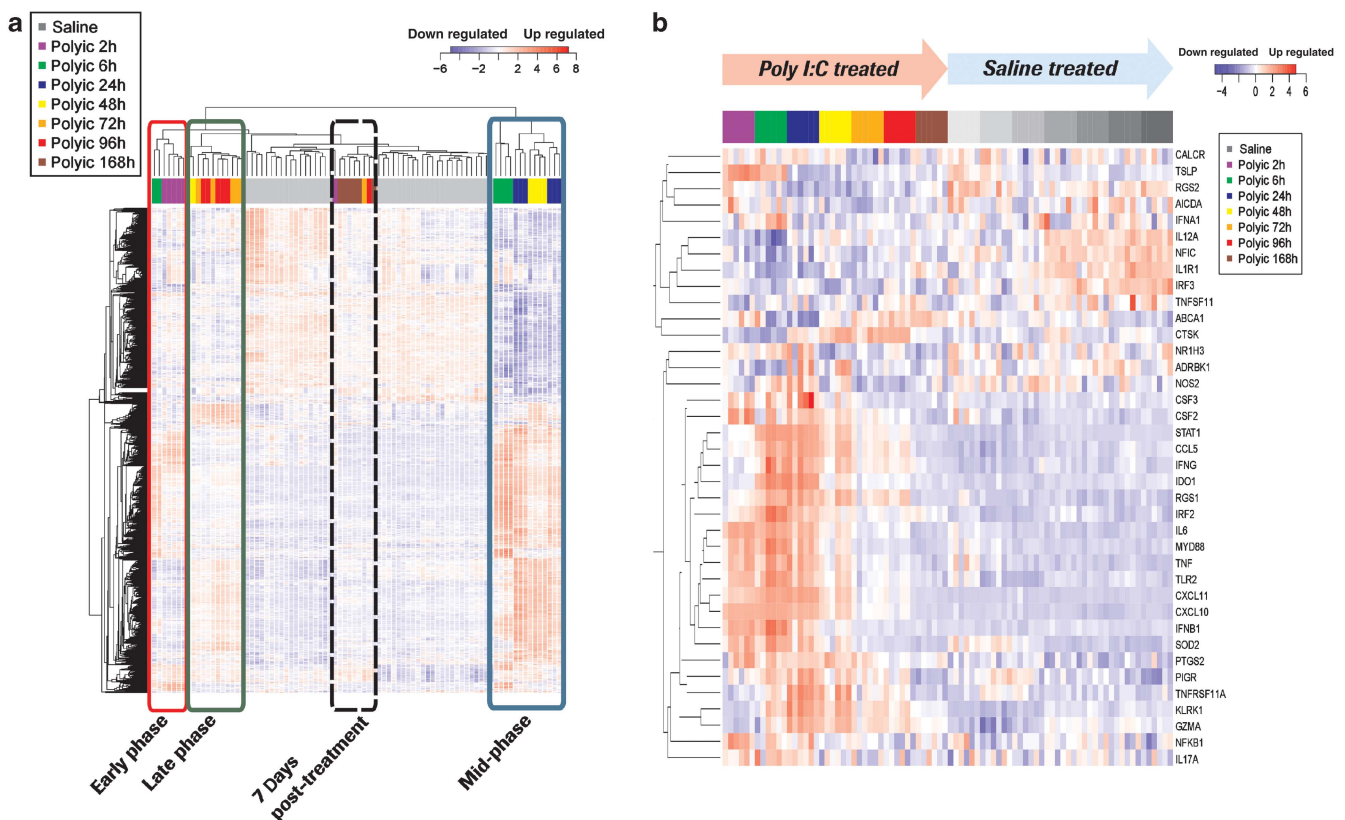 a
Saline
Polyic 2h
Polyic 6h
Polyic 24h
Polyic 48h
Polyic 72h
Polyic 96h
Polyic 168h
Down regulated Up regulated
−6 −2 2 4 6 8
Early phase
Late phase
7 Days
post-treatment
Mid-phase
b
Poly I:C treated
Saline treated
Down regulated Up regulated
−4 0 2 4 6
Saline
Polyic 2h
Polyic 6h
Polyic 24h
Polyic 48h
Polyic 72h
Polyic 96h
Polyic 168h
CALCR
TSLP
RGS2
AICDA
IFNA1
IL12A
NFIC
IL1R1
IRF3
TNFSF11
ABCA1
CTSK
NR1H3
ADRBK1
NOS2
CSF3
CSF2
STAT1
CCL5
IFNG
IDO1
RGS1
IRF2
IL6
MYD88
TNF
TLR2
CXCL11
CXCL10
IFNB1
SOD2
PTGS2
PIGR
TNFRSF11A
KLRK1
GZMA
NFKB1
IL17A